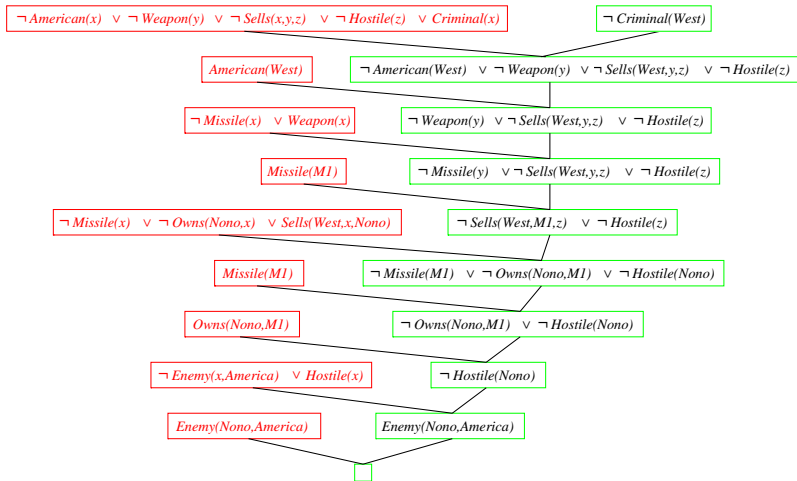 ¬ American(x) ∨ ¬ Weapon(y) ∨ ¬ Sells(x,y,z) ∨ ¬ Hostile(z) ∨ Criminal(x)
¬ Criminal(West)
American(West)
¬ American(West) ∨ ¬ Weapon(y) ∨ ¬ Sells(West,y,z) ∨ ¬ Hostile(z)
¬ Missile(x) ∨ Weapon(x)
¬ Weapon(y) ∨ ¬ Sells(West,y,z) ∨ ¬ Hostile(z)
Missile(M1)
¬ Missile(y) ∨ ¬ Sells(West,y,z) ∨ ¬ Hostile(z)
¬ Missile(x) ∨ ¬ Owns(Nono,x) ∨ Sells(West,x,Nono)
¬ Sells(West,M1,z) ∨ ¬ Hostile(z)
Missile(M1)
¬ Missile(M1) ∨ ¬ Owns(Nono,M1) ∨ ¬ Hostile(Nono)
Owns(Nono,M1)
¬ Owns(Nono,M1) ∨ ¬ Hostile(Nono)
¬ Enemy(x,America) ∨ Hostile(x)
¬ Hostile(Nono)
Enemy(Nono,America)
Enemy(Nono,America)